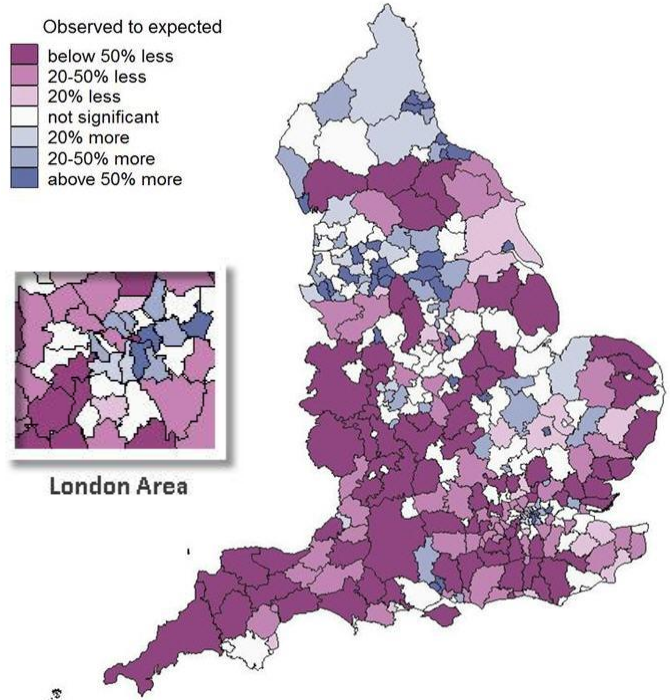 Observed to expected
below 50% less
20-50% less
20% less
not significant
20% more
20-50% more
above 50% more
London Area